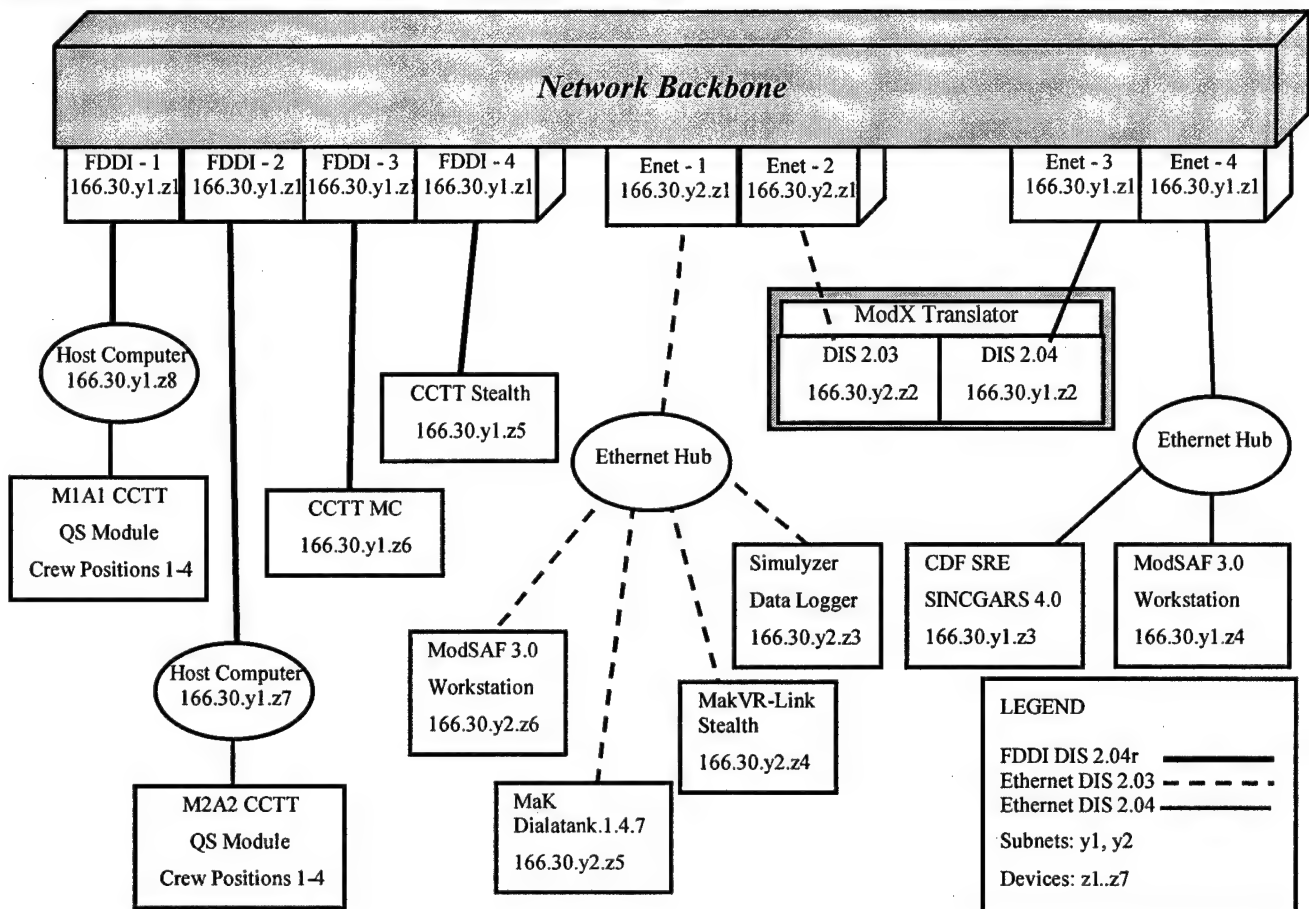 Network Backbone
FDDI - 1
166.30.y1.z1
FDDI - 2
166.30.y1.z1
FDDI - 3
166.30.y1.z1
FDDI - 4
166.30.y1.z1
Enet - 1
166.30.y2.z1
Enet - 2
166.30.y2.z1
Enet - 3
166.30.y1.z1
Enet - 4
166.30.y1.z1
Host Computer
166.30.y1.z8
M1A1 CCTT
QS Module
Crew Positions 1-4
Host Computer
166.30.y1.z7
M2A2 CCTT
QS Module
Crew Positions 1-4
CCTT MC
166.30.y1.z6
CCTT Stealth
166.30.y1.z5
Ethernet Hub
ModSAF 3.0
Workstation
166.30.y2.z6
MaK
Dialatank.1.4.7
166.30.y2.z5
MakVR-Link
Stealth
166.30.y2.z4
Simulyzer
Data Logger
166.30.y2.z3
ModX Translator
DIS 2.03
166.30.y2.z2
DIS 2.04
166.30.y1.z2
Ethernet Hub
CDF SRE
SINCGARS 4.0
166.30.y1.z3
ModSAF 3.0
Workstation
166.30.y1.z4
LEGEND
FDDI DIS 2.04r
Ethernet DIS 2.03
Ethernet DIS 2.04
Subnets: y1, y2
Devices: z1..z7